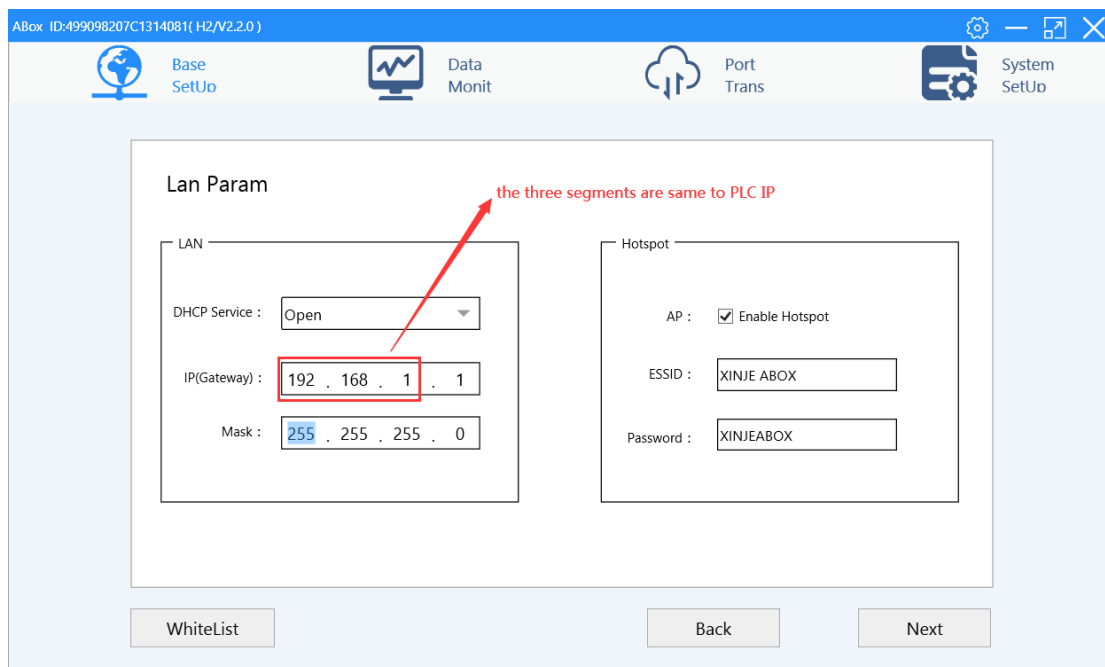 ABox ID:499098207C1314081( H2/V2.2.0 )
Base
SetUp
Data
Monit
Port
Trans
System
SetUp
Lan Param
the three segments are same to PLC IP
LAN
DHCP Service :
Open
IP(Gateway) :
192 . 168 . 1 . 1
Mask :
255 . 255 . 255 . 0
Hotspot
AP :
Enable Hotspot
ESSID :
XINJE ABOX
Password :
XINJEABOX
WhiteList
Back
Next